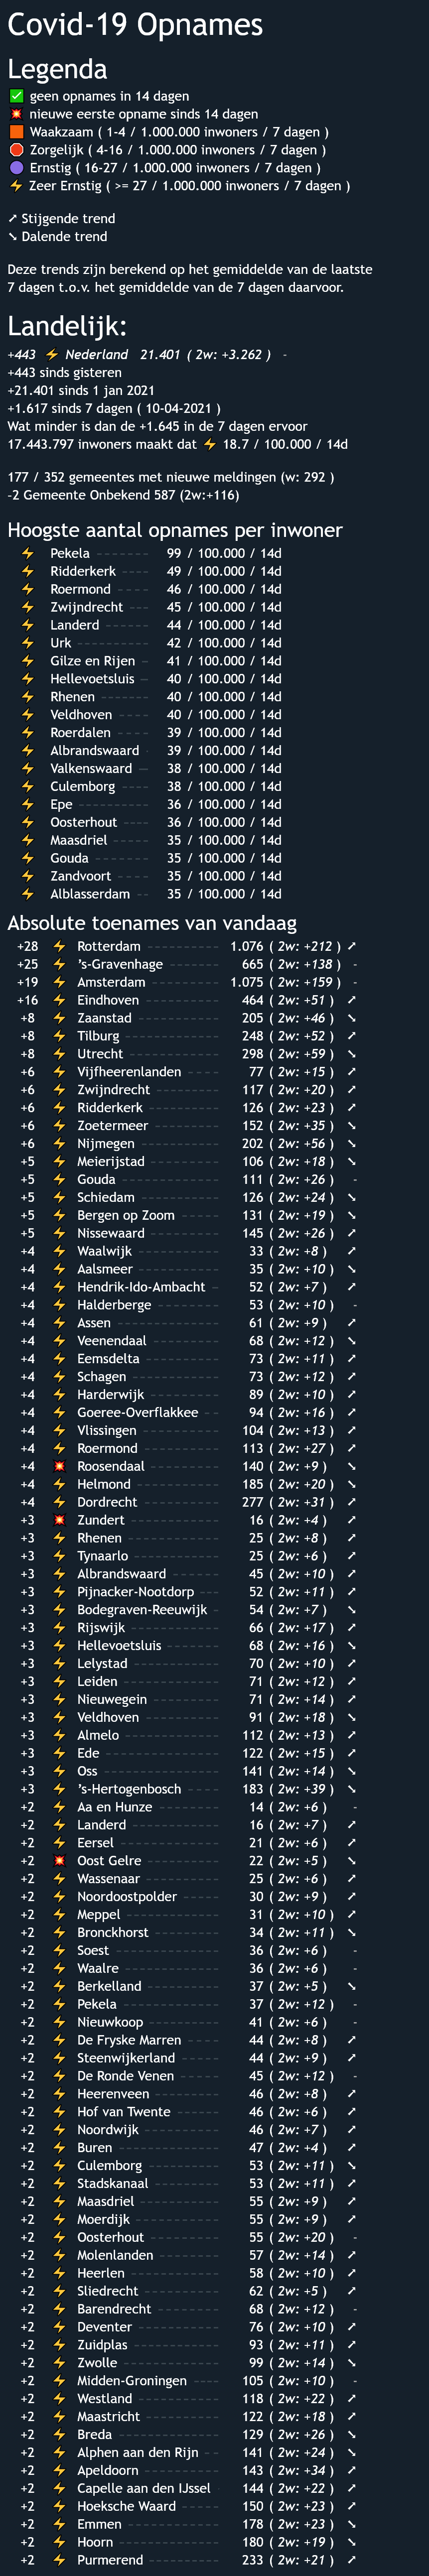 Covid-19 Opnames
Legenda
✅ geen opnames in 14 dagen
💥 nieuwe eerste opname sinds 14 dagen
🟧 Waakzaam ( 1-4 / 1.000.000 inwoners / 7 dagen )
🛑 Zorgelijk ( 4-16 / 1.000.000 inwoners / 7 dagen )
🟣 Ernstig ( 16-27 / 1.000.000 inwoners / 7 dagen )
⚡ Zeer Ernstig ( >= 27 / 1.000.000 inwoners / 7 dagen )
⤤ Stijgende trend
⤥ Dalende trend
Deze trends zijn berekend op het gemiddelde van de laatste
7 dagen t.o.v. het gemiddelde van de 7 dagen daarvoor.
Landelijk:
+443 ⚡ Nederland 21.401 ( 2w: +3.262 ) -
+443 sinds gisteren
+21.401 sinds 1 jan 2021
+1.617 sinds 7 dagen ( 10-04-2021 )
Wat minder is dan de +1.645 in de 7 dagen ervoor
17.443.797 inwoners maakt dat ⚡ 18.7 / 100.000 / 14d
177 / 352 gemeentes met nieuwe meldingen (w: 292 )
-2 Gemeente Onbekend 587 (2w:+116)
Hoogste aantal opnames per inwoner
⚡ Pekela ------- 99 / 100.000 / 14d
⚡ Ridderkerk ---- 49 / 100.000 / 14d
⚡ Roermond ---- 46 / 100.000 / 14d
⚡ Zwijndrecht --- 45 / 100.000 / 14d
⚡ Landerd ----- 44 / 100.000 / 14d
⚡ Urk --------- 42 / 100.000 / 14d
⚡ Gilze en Rijen - 41 / 100.000 / 14d
⚡ Hellevoetsluis - 40 / 100.000 / 14d
⚡ Rhenen ------ 40 / 100.000 / 14d
⚡ Veldhoven ---- 40 / 100.000 / 14d
⚡ Roerdalen ---- 39 / 100.000 / 14d
⚡ Albrandswaard - 39 / 100.000 / 14d
⚡ Valkenswaard - 38 / 100.000 / 14d
⚡ Culemborg ---- 38 / 100.000 / 14d
⚡ Epe --------- 36 / 100.000 / 14d
⚡ Oosterhout ---- 36 / 100.000 / 14d
⚡ Maasdriel ----- 35 / 100.000 / 14d
⚡ Gouda ------- 35 / 100.000 / 14d
⚡ Zandvoort ---- 35 / 100.000 / 14d
⚡ Alblasserdam -- 35 / 100.000 / 14d
Absolute toenames van vandaag
+28 ⚡ Rotterdam 1.076 ( 2w: +212 ) ⤤
+25 ⚡ 's-Gravenhage 665 ( 2w: +138 ) -
+19 ⚡ Amsterdam 1.075 ( 2w: +159 ) -
+16 ⚡ Eindhoven 464 ( 2w: +51 ) ⤤
+8 ⚡ Zaanstad 205 ( 2w: +46 ) ⤥
+8 ⚡ Tilburg 248 ( 2w: +52 ) ⤤
+8 ⚡ Utrecht 298 ( 2w: +59 ) ⤥
+6 ⚡ Vijfheerenlanden 77 ( 2w: +15 ) ⤤
+6 ⚡ Zwijndrecht 117 ( 2w: +20 ) ⤤
+6 ⚡ Ridderkerk 126 ( 2w: +23 ) ⤤
+6 ⚡ Zoetermeer 152 ( 2w: +35 ) ⤥
+6 ⚡ Nijmegen 202 ( 2w: +56 ) ⤥
+5 ⚡ Meierijstad 106 ( 2w: +18 ) ⤥
+5 ⚡ Gouda 111 ( 2w: +26 ) -
+5 ⚡ Schiedam 126 ( 2w: +24 ) ⤥
+5 ⚡ Bergen op Zoom 131 ( 2w: +19 ) ⤥
+5 ⚡ Nissewaard 145 ( 2w: +26 ) ⤤
+4 ⚡ Waalwijk 33 ( 2w: +8 ) ⤤
+4 ⚡ Aalsmeer 35 ( 2w: +10 ) ⤥
+4 ⚡ Hendrik-Ido-Ambacht 52 ( 2w: +7 ) ⤤
+4 ⚡ Halderberge 53 ( 2w: +10 ) -
+4 ⚡ Assen 61 ( 2w: +9 ) ⤤
+4 ⚡ Veenendaal 68 ( 2w: +12 ) ⤥
+4 ⚡ Eemsdelta 73 ( 2w: +11 ) ⤤
+4 ⚡ Schagen 73 ( 2w: +12 ) ⤤
+4 ⚡ Harderwijk 89 ( 2w: +10 ) ⤤
+4 ⚡ Goeree-Overflakkee 94 ( 2w: +16 ) ⤤
+4 ⚡ Vlissingen 104 ( 2w: +13 ) ⤤
+4 ⚡ Roermond 113 ( 2w: +27 ) ⤤
+4 💥 Roosendaal 140 ( 2w: +9 ) ⤥
+4 ⚡ Helmond 185 ( 2w: +20 ) ⤥
+4 ⚡ Dordrecht 277 ( 2w: +31 ) ⤤
+3 💥 Zundert 16 ( 2w: +4 ) ⤤
+3 ⚡ Rhenen 25 ( 2w: +8 ) ⤤
+3 ⚡ Tynaarlo 25 ( 2w: +6 ) ⤤
+3 ⚡ Albrandswaard 45 ( 2w: +10 ) ⤤
+3 ⚡ Pijnacker-Nootdorp 52 ( 2w: +11 ) ⤤
+3 ⚡ Bodegraven-Reeuwijk 54 ( 2w: +7 ) ⤥
+3 ⚡ Rijswijk 66 ( 2w: +17 ) ⤤
+3 ⚡ Hellevoetsluis 68 ( 2w: +16 ) ⤥
+3 ⚡ Lelystad 70 ( 2w: +10 ) ⤤
+3 ⚡ Leiden 71 ( 2w: +12 ) ⤤
+3 ⚡ Nieuwegein 71 ( 2w: +14 ) ⤤
+3 ⚡ Veldhoven 91 ( 2w: +18 ) ⤥
+3 ⚡ Almelo 112 ( 2w: +13 ) ⤤
+3 ⚡ Ede 122 ( 2w: +15 ) ⤤
+3 ⚡ Oss 141 ( 2w: +14 ) ⤥
+3 ⚡ 's-Hertogenbosch 183 ( 2w: +39 ) ⤥
+2 ⚡ Aa en Hunze 14 ( 2w: +6 ) -
+2 ⚡ Landerd 16 ( 2w: +7 ) ⤤
+2 ⚡ Eersel 21 ( 2w: +6 ) ⤤
+2 💥 Oost Gelre 22 ( 2w: +5 ) ⤥
+2 ⚡ Wassenaar 25 ( 2w: +6 ) ⤤
+2 ⚡ Noordoostpolder 30 ( 2w: +9 ) ⤤
+2 ⚡ Meppel 31 ( 2w: +10 ) ⤤
+2 ⚡ Bronckhorst 34 ( 2w: +11 ) ⤥
+2 ⚡ Soest 36 ( 2w: +6 ) -
+2 ⚡ Waalre 36 ( 2w: +6 ) -
+2 ⚡ Berkelland 37 ( 2w: +5 ) ⤥
+2 ⚡ Pekela 37 ( 2w: +12 ) -
+2 ⚡ Nieuwkoop 41 ( 2w: +6 ) -
+2 ⚡ De Fryske Marren 44 ( 2w: +8 ) ⤤
+2 ⚡ Steenwijkerland 44 ( 2w: +9 ) ⤤
+2 ⚡ De Ronde Venen 45 ( 2w: +12 ) -
+2 ⚡ Heerenveen 46 ( 2w: +8 ) ⤤
+2 ⚡ Hof van Twente 46 ( 2w: +6 ) ⤤
+2 ⚡ Noordwijk 46 ( 2w: +7 ) ⤤
+2 ⚡ Buren 47 ( 2w: +4 ) ⤤
+2 ⚡ Culemborg 53 ( 2w: +11 ) ⤥
+2 ⚡ Stadskanaal 53 ( 2w: +11 ) ⤤
+2 ⚡ Maasdriel 55 ( 2w: +9 ) ⤤
+2 ⚡ Moerdijk 55 ( 2w: +9 ) ⤤
+2 ⚡ Oosterhout 55 ( 2w: +20 ) -
+2 ⚡ Molenlanden 57 ( 2w: +14 ) ⤤
+2 ⚡ Heerlen 58 ( 2w: +10 ) ⤤
+2 ⚡ Sliedrecht 62 ( 2w: +5 ) ⤤
+2 ⚡ Barendrecht 68 ( 2w: +12 ) -
+2 ⚡ Deventer 76 ( 2w: +10 ) ⤤
+2 ⚡ Zuidplas 93 ( 2w: +11 ) ⤤
+2 ⚡ Zwolle 99 ( 2w: +14 ) ⤥
+2 ⚡ Midden-Groningen 105 ( 2w: +10 ) -
+2 ⚡ Westland 118 ( 2w: +22 ) ⤤
+2 ⚡ Maastricht 122 ( 2w: +18 ) ⤤
+2 ⚡ Breda 129 ( 2w: +26 ) ⤥
+2 ⚡ Alphen aan den Rijn 141 ( 2w: +24 ) ⤥
+2 ⚡ Apeldoorn 143 ( 2w: +34 ) ⤤
+2 ⚡ Capelle aan den IJssel 144 ( 2w: +22 ) ⤤
+2 ⚡ Hoeksche Waard 150 ( 2w: +23 ) ⤤
+2 ⚡ Emmen 178 ( 2w: +23 ) ⤥
+2 ⚡ Hoorn 180 ( 2w: +19 ) ⤥
+2 ⚡ Purmerend 233 ( 2w: +21 ) ⤤